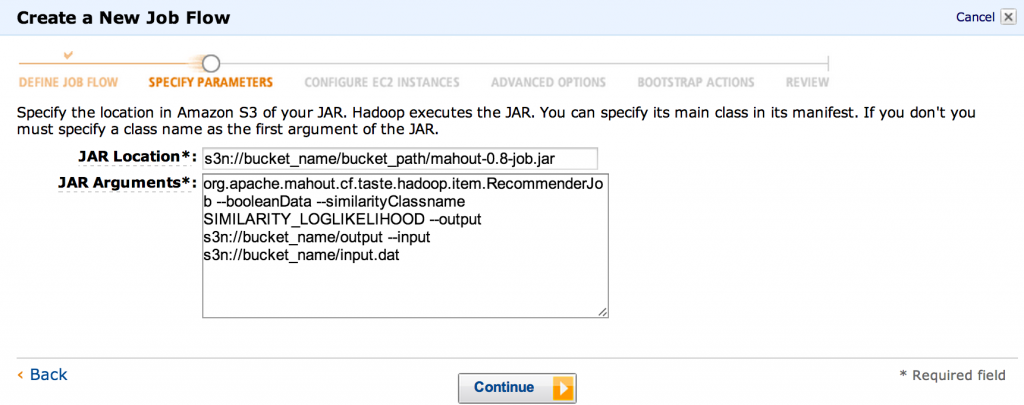 Create a New Job Flow
Cancel
DEFINE JOB FLOW SPECIFY PARAMETERS CONFIGURE EC2 INSTANCES ADVANCED OPTIONS BOOTSTRAP ACTIONS REVIEW
Specify the location in Amazon S3 of your JAR. Hadoop executes the JAR. You can specify its main class in its manifest. If you don't you
must specify a class name as the first argument of the JAR.
JAR Location*: s3n://bucket_name/bucket_path/mahout-0.8-job.jar
JAR Arguments*: org.apache.mahout.cf.taste.hadoop.item.RecommenderJo
b --booleanData --similarityClassname
SIMILARITY_LOGLIKELIHOOD --output
s3n://bucket_name/output --input
s3n://bucket_name/input.dat
< Back
Continue
* Required field